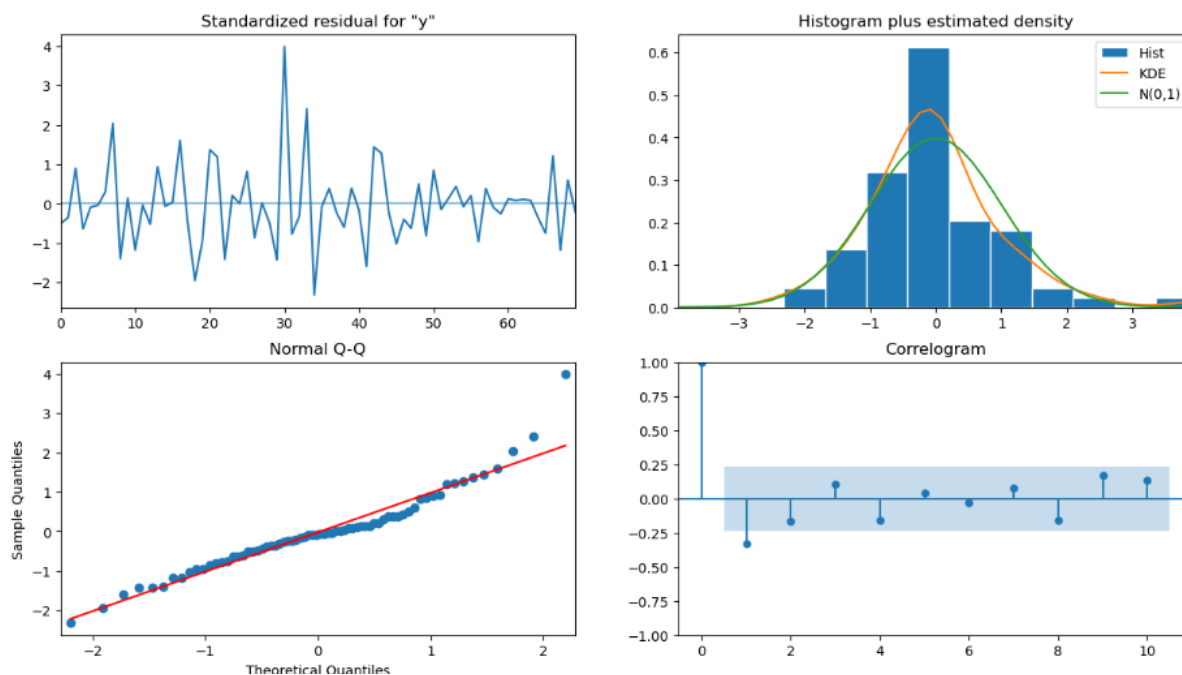 Standardized residual for "y"
4
3
2
1
0
−1
−2
0 10 20 30 40 50 60
Histogram plus estimated density
Hist
KDE
N(0,1)
0.6
0.5
0.4
0.3
0.2
0.1
0.0
−3 −2 −1 0 1 2 3
Normal Q-Q
Sample Quantiles
4
3
2
1
0
−1
−2
−2 −1 0 1 2
Theoretical Quantiles
Correlogram
1.00
0.75
0.50
0.25
0.00
−0.25
−0.50
−0.75
−1.00
0 2 4 6 8 10